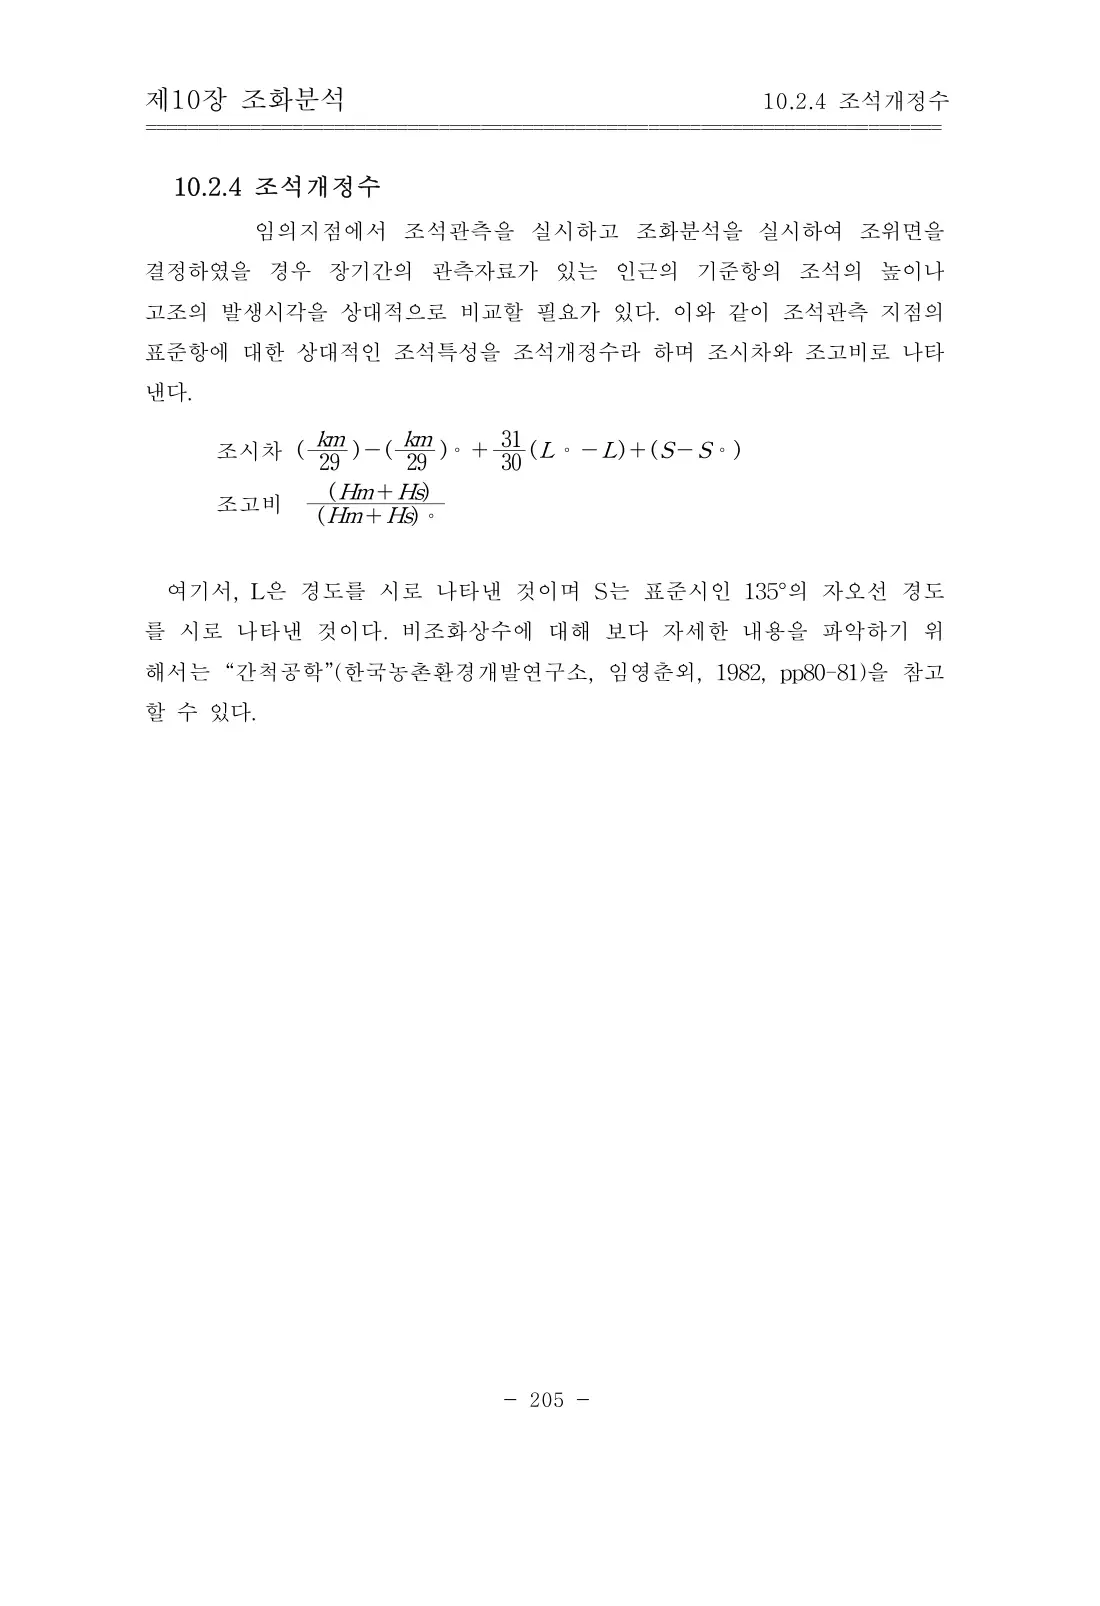 제10장 조화분석 10.2.4 조석개정수
10.2.4 조석개정수
임의지점에서 조석관측을 실시하고 조화분석을 실시하여 조위면을
결정하였을 경우 장기간의 관측자료가 있는 인근의 기준항의 조석의 높이나
고조의 발생시각을 상대적으로 비교할 필요가 있다. 이와 같이 조석관측 지점의
표준항에 대한 상대적인 조석특성을 조석개정수라 하며 조시차와 조고비로 나타
낸다.
조시차 (km/29)-(km/29)∘+31/30(L∘-L)+(S-S∘)
조고비 (Hm+Hs)/(Hm+Hs)∘
여기서, L은 경도를 시로 나타낸 것이며 S는 표준시인 135°의 자오선 경도
를 시로 나타낸 것이다. 비조화상수에 대해 보다 자세한 내용을 파악하기 위
해서는 “간척공학”(한국농촌환경개발연구소, 임영춘외, 1982, pp80-81)을 참고
할 수 있다.
- 205 -